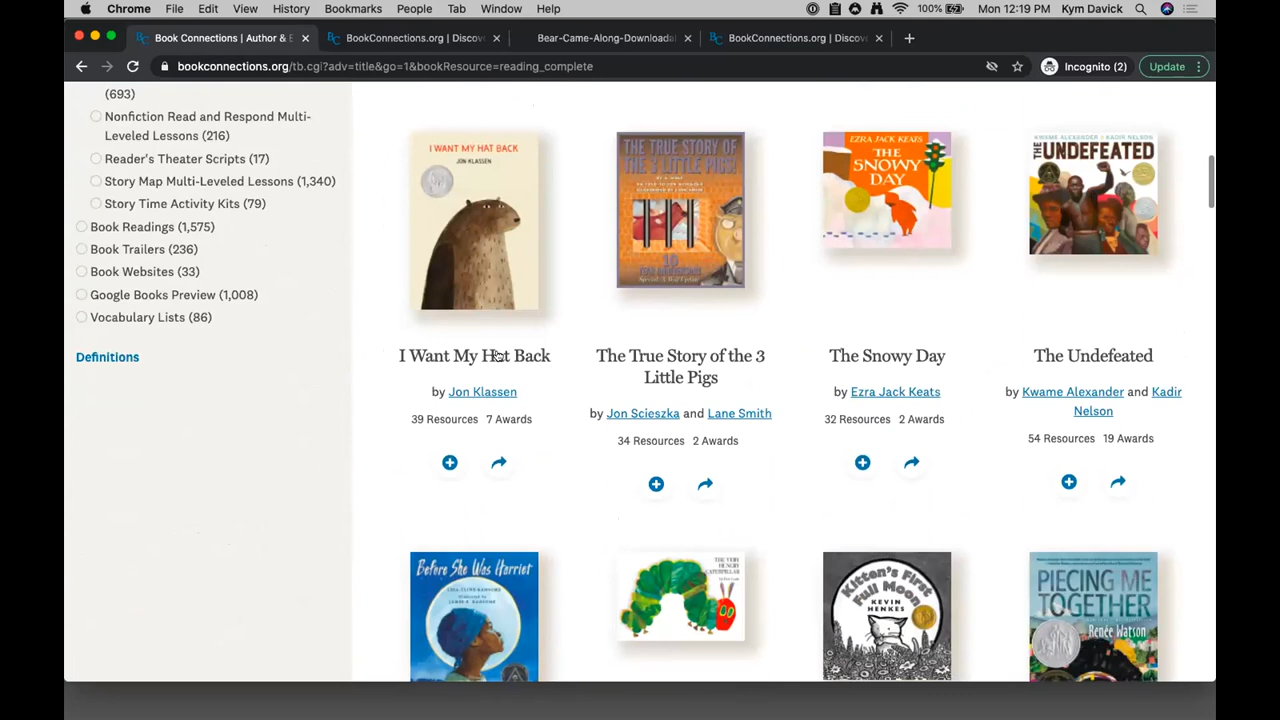 Chrome File Edit View History Bookmarks People Tab Window Help 100% Mon 12:19 PM Kym Davick
Book Connections | Author & E BookConnections.org | Discov Bear-Came-Along-Downloadal BookConnections.org | Discov
bookconnections.org/tb.cgi?adv=title&go=1&bookResource=reading_complete Incognito (2) Update
(693)
Nonfiction Read and Respond Multi-
Leveled Lessons (216)
Reader's Theater Scripts (17)
Story Map Multi-Leveled Lessons (1,340)
Story Time Activity Kits (79)
Book Readings (1,575)
Book Trailers (236)
Book Websites (33)
Google Books Preview (1,008)
Vocabulary Lists (86)
Definitions
I WANT MY HAT BACK
JON KLASSEN
I Want My Hat Back
by Jon Klassen
39 Resources 7 Awards
THE TRUE STORY OF THE
3 LITTLE PIGS!
10
The True Story of the 3
Little Pigs
by Jon Scieszka and Lane Smith
34 Resources 2 Awards
EZRA JACK KEATS
THE
SNOWY
DAY
The Snowy Day
by Ezra Jack Keats
32 Resources 2 Awards
KWAME ALEXANDER & KADIR NELSON
THE UNDEFEATED
The Undefeated
by Kwame Alexander and Kadir
Nelson
54 Resources 19 Awards
Before She Was Harriet
THE VERY
HUNGRY
CATERPILLAR
Kitten's First
Full Moon
KEVIN
HENKES
PIECING ME
TOGETHER
Renée Watson